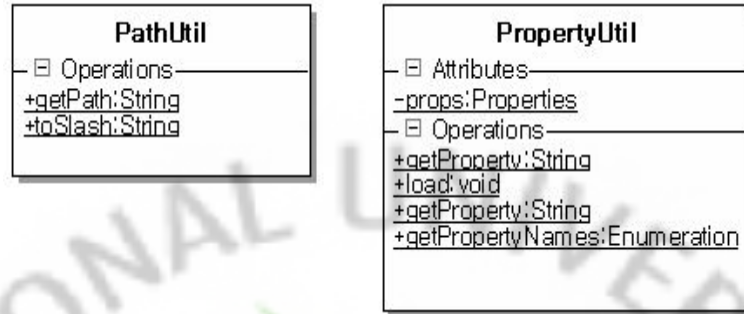 PathUtil
Operations
+getPath:String
+toSlash:String
PropertyUtil
Attributes
-props:Properties
Operations
+getProperty:String
+load:void
+getProperty:String
+getPropertyNames:Enumeration